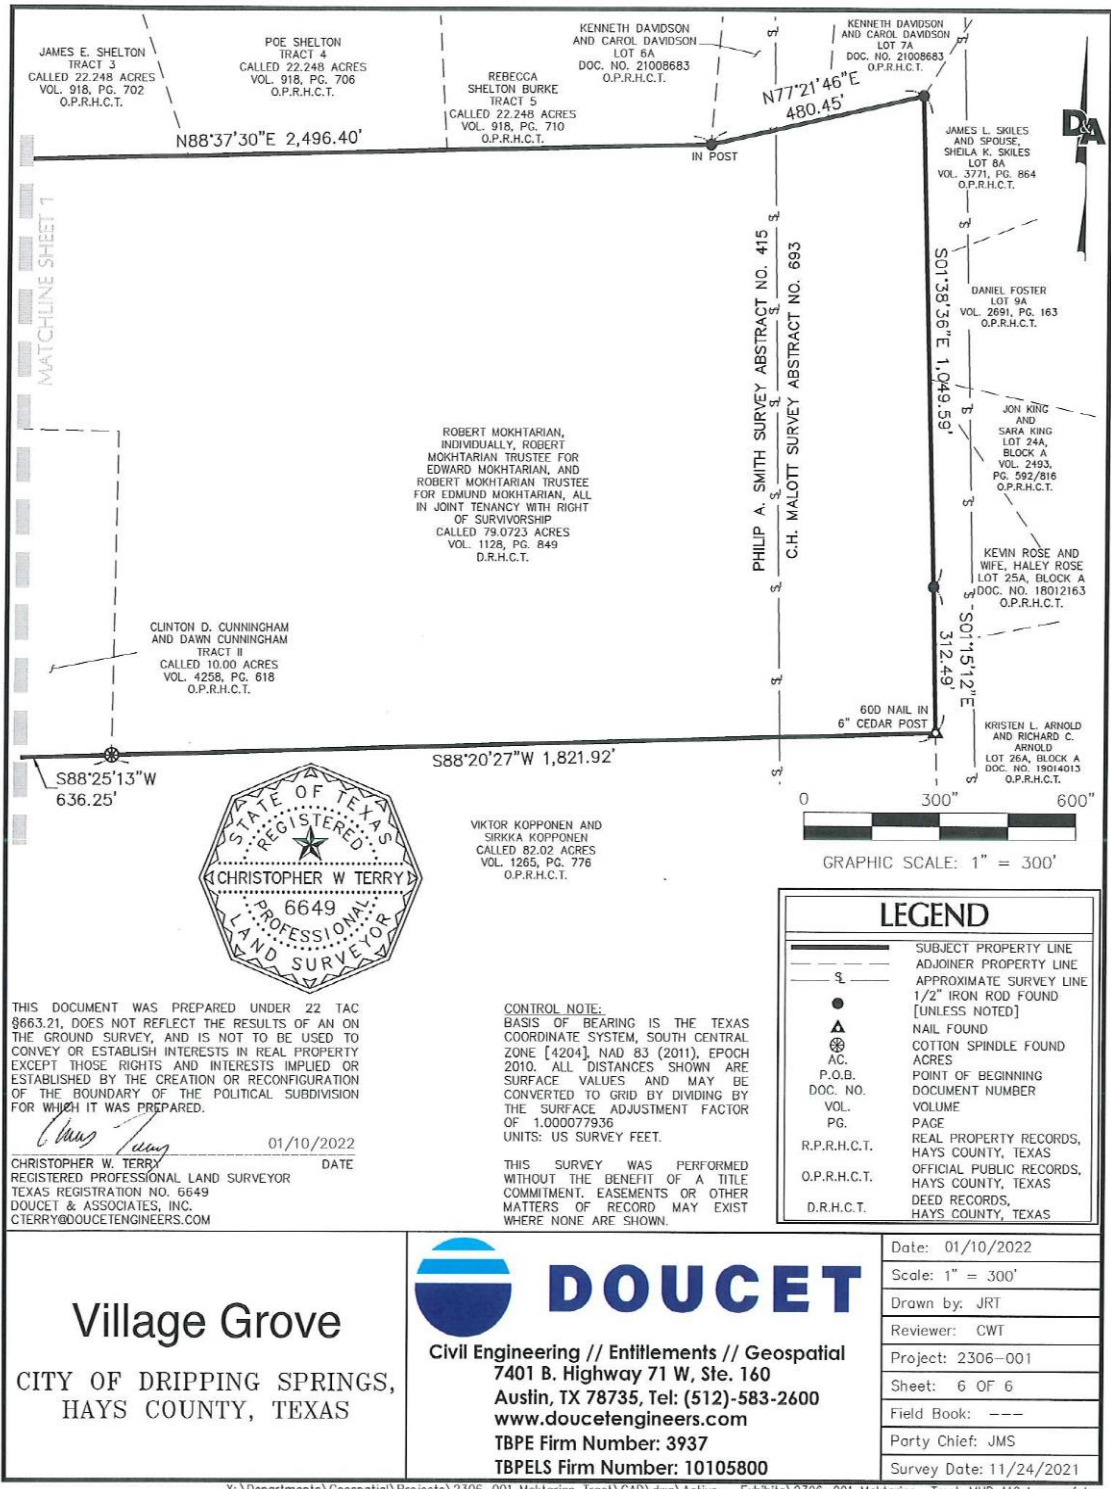 JAMES E. SHELTON
TRACT 3
CALLED 22.248 ACRES
VOL. 918, PG. 702
O.P.R.H.C.T.
POE SHELTON
TRACT 4
CALLED 22.248 ACRES
VOL. 918, PG. 706
O.P.R.H.C.T.
REBECCA
SHELTON BURKE
TRACT 5
CALLED 22.248 ACRES
VOL. 918, PG. 710
O.P.R.H.C.T.
KENNETH DAVIDSON
AND CAROL DAVIDSON
LOT 6A
DOC. NO. 21008683
O.P.R.H.C.T.
KENNETH DAVIDSON
AND CAROL DAVIDSON
LOT 7A
DOC. NO. 21008683
O.P.R.H.C.T.
N88°37'30"E 2,496.40'
N77°21'46"E
480.45'
IN POST
D&A
JAMES L. SKILES
AND SPOUSE,
SHEILA K. SKILES
LOT 8A
VOL. 3771, PG. 864
O.P.R.H.C.T.
MATCHLINE SHEET 1
PHILIP A. SMITH SURVEY ABSTRACT NO. 415
C.H. MALOTT SURVEY ABSTRACT NO. 693
S01°38'36"E 1,049.59'
DANIEL FOSTER
LOT 9A
VOL. 2691, PG. 163
O.P.R.H.C.T.
JON KING
AND
SARA KING
LOT 24A,
BLOCK A
VOL. 2493,
PG. 592/816
O.P.R.H.C.T.
ROBERT MOKHTARIAN,
INDIVIDUALLY, ROBERT
MOKHTARIAN TRUSTEE FOR
EDWARD MOKHTARIAN, AND
ROBERT MOKHTARIAN TRUSTEE
FOR EDMUND MOKHTARIAN, ALL
IN JOINT TENANCY WITH RIGHT
OF SURVIVORSHIP
CALLED 79.0723 ACRES
VOL. 1128, PG. 849
D.R.H.C.T.
KEVIN ROSE AND
WIFE, HALEY ROSE
LOT 25A, BLOCK A
DOC. NO. 18012163
O.P.R.H.C.T.
CLINTON D. CUNNINGHAM
AND DAWN CUNNINGHAM
TRACT II
CALLED 10.00 ACRES
VOL. 4258, PG. 618
O.P.R.H.C.T.
S01°15'12"E
312.49'
60D NAIL IN
6" CEDAR POST
KRISTEN L. ARNOLD
AND RICHARD C.
ARNOLD
LOT 26A, BLOCK A
DOC. NO. 19014013
O.P.R.H.C.T.
S88°20'27"W 1,821.92'
S88°25'13"W
636.25'
STATE OF TEXAS
REGISTERED
CHRISTOPHER W TERRY
6649
PROFESSIONAL
LAND SURVEYOR
VIKTOR KOPPONEN AND
SIRKKA KOPPONEN
CALLED 82.02 ACRES
VOL. 1265, PG. 776
O.P.R.H.C.T.
0 300" 600"
GRAPHIC SCALE: 1" = 300'
LEGEND
SUBJECT PROPERTY LINE
ADJOINER PROPERTY LINE
APPROXIMATE SURVEY LINE
1/2" IRON ROD FOUND
[UNLESS NOTED]
NAIL FOUND
COTTON SPINDLE FOUND
AC. ACRES
P.O.B. POINT OF BEGINNING
DOC. NO. DOCUMENT NUMBER
VOL. VOLUME
PG. PAGE
R.P.R.H.C.T. REAL PROPERTY RECORDS,
HAYS COUNTY, TEXAS
O.P.R.H.C.T. OFFICIAL PUBLIC RECORDS,
HAYS COUNTY, TEXAS
D.R.H.C.T. DEED RECORDS,
HAYS COUNTY, TEXAS
THIS DOCUMENT WAS PREPARED UNDER 22 TAC
§663.21, DOES NOT REFLECT THE RESULTS OF AN ON
THE GROUND SURVEY, AND IS NOT TO BE USED TO
CONVEY OR ESTABLISH INTERESTS IN REAL PROPERTY
EXCEPT THOSE RIGHTS AND INTERESTS IMPLIED OR
ESTABLISHED BY THE CREATION OR RECONFIGURATION
OF THE BOUNDARY OF THE POLITICAL SUBDIVISION
FOR WHICH IT WAS PREPARED.
Chris Terry
01/10/2022
CHRISTOPHER W. TERRY DATE
REGISTERED PROFESSIONAL LAND SURVEYOR
TEXAS REGISTRATION NO. 6649
DOUCET & ASSOCIATES, INC.
CTERRY@DOUCETENGINEERS.COM
CONTROL NOTE:
BASIS OF BEARING IS THE TEXAS
COORDINATE SYSTEM, SOUTH CENTRAL
ZONE [4204], NAD 83 (2011), EPOCH
2010. ALL DISTANCES SHOWN ARE
SURFACE VALUES AND MAY BE
CONVERTED TO GRID BY DIVIDING BY
THE SURFACE ADJUSTMENT FACTOR
OF 1.000077936
UNITS: US SURVEY FEET.
THIS SURVEY WAS PERFORMED
WITHOUT THE BENEFIT OF A TITLE
COMMITMENT. EASEMENTS OR OTHER
MATTERS OF RECORD MAY EXIST
WHERE NONE ARE SHOWN.
Village Grove
CITY OF DRIPPING SPRINGS,
HAYS COUNTY, TEXAS
DOUCET
Civil Engineering // Entitlements // Geospatial
7401 B. Highway 71 W, Ste. 160
Austin, TX 78735, Tel: (512)-583-2600
www.doucetengineers.com
TBPE Firm Number: 3937
TBPELS Firm Number: 10105800
Date: 01/10/2022
Scale: 1" = 300'
Drawn by: JRT
Reviewer: CWT
Project: 2306-001
Sheet: 6 OF 6
Field Book: ---
Party Chief: JMS
Survey Date: 11/24/2021